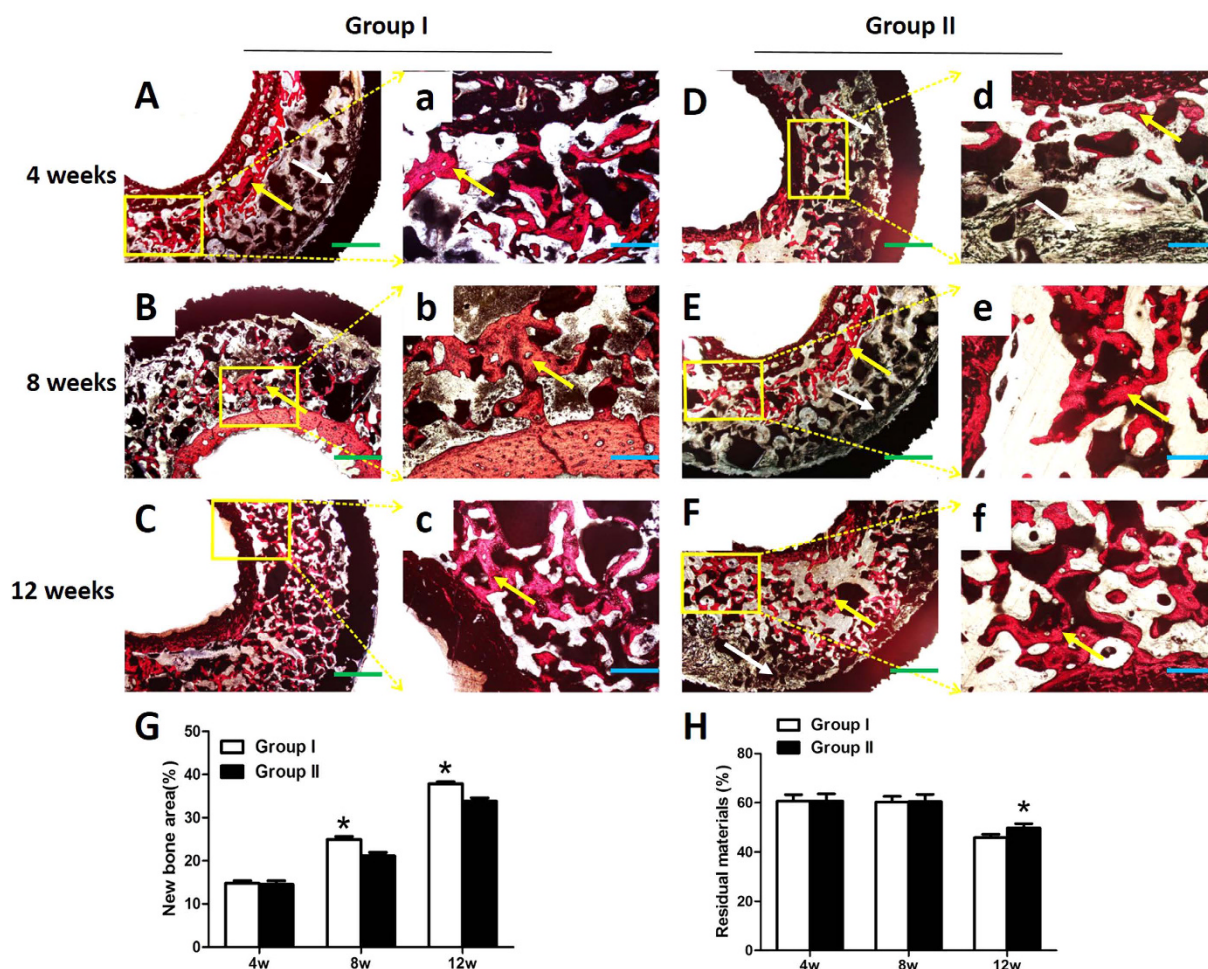 Group I
Group II
4 weeks
A
a
D
d
8 weeks
B
b
E
e
12 weeks
C
c
F
f
G
New bone area(%)
50
40
30
20
10
0
Group I
Group II
*
*
4w
8w
12w
H
Residual materials (%)
80
60
40
20
0
Group I
Group II
*
4w
8w
12w